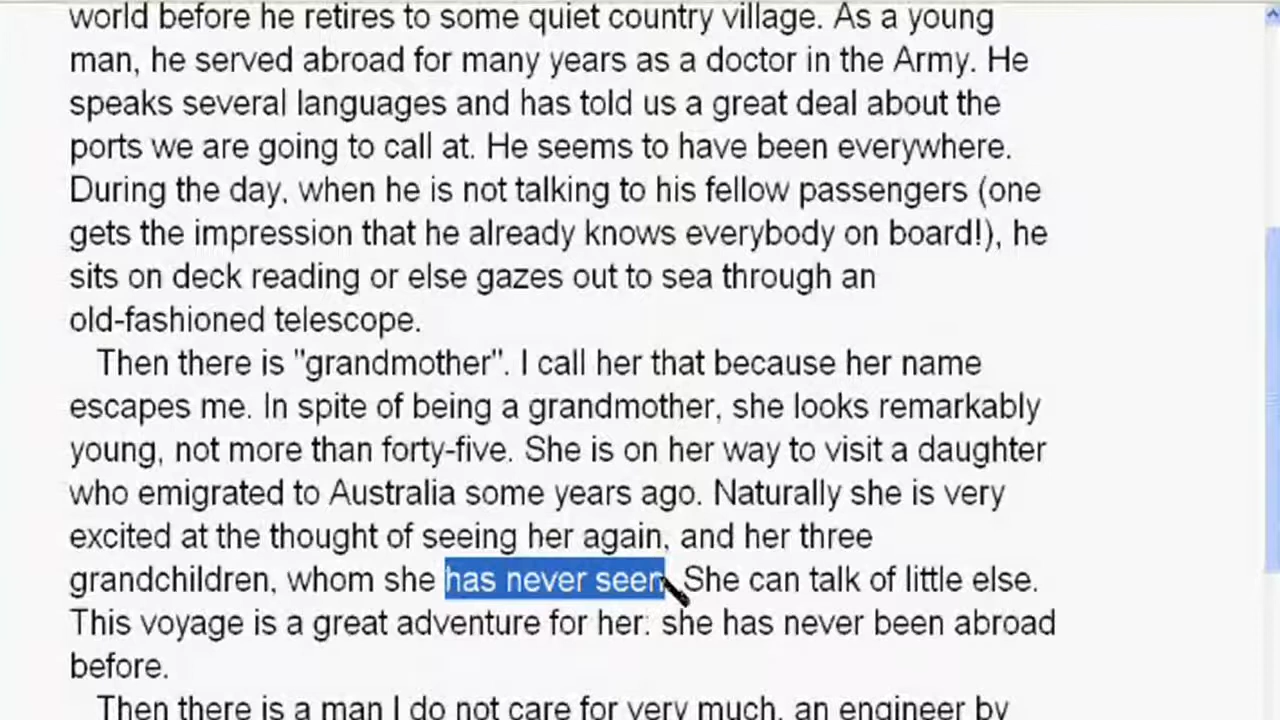 world before he retires to some quiet country village. As a young
man, he served abroad for many years as a doctor in the Army. He
speaks several languages and has told us a great deal about the
ports we are going to call at. He seems to have been everywhere.
During the day, when he is not talking to his fellow passengers (one
gets the impression that he already knows everybody on board!), he
sits on deck reading or else gazes out to sea through an
old-fashioned telescope.
Then there is "grandmother". I call her that because her name
escapes me. In spite of being a grandmother, she looks remarkably
young, not more than forty-five. She is on her way to visit a daughter
who emigrated to Australia some years ago. Naturally she is very
excited at the thought of seeing her again, and her three
grandchildren, whom she has never seen. She can talk of little else.
This voyage is a great adventure for her: she has never been abroad
before.
Then there is a man I do not care for very much, an engineer by